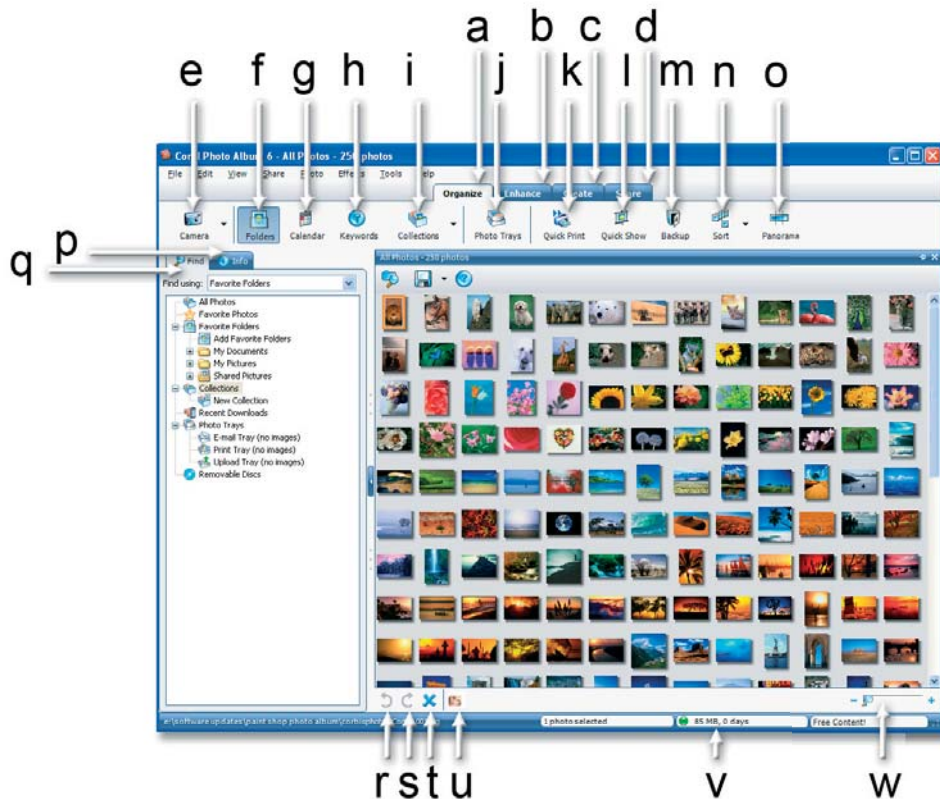 a b c d
e f g h i j k l m n o
Corel Photo Album 6 - All Photos - 250 photos
File Edit View Share Photo Effects Tools Help
Organize Enhance Create Share
Camera Folders Calendar Keywords Collections Photo Trays Quick Print Quick Show Backup Sort Panorama
p
q
Find Info
All Photos - 250 photos
Find using: Favorite Folders
All Photos
Favorite Photos
Favorite Folders
Add Favorite Folders
My Documents
My Pictures
Shared Pictures
Collections
New Collection
Recent Downloads
Photo Trays
E-mail Tray (no images)
Print Tray (no images)
Upload Tray (no images)
Removable Discs
1 photo selected
85 MB, 0 days
Free Content!
r s t u v w